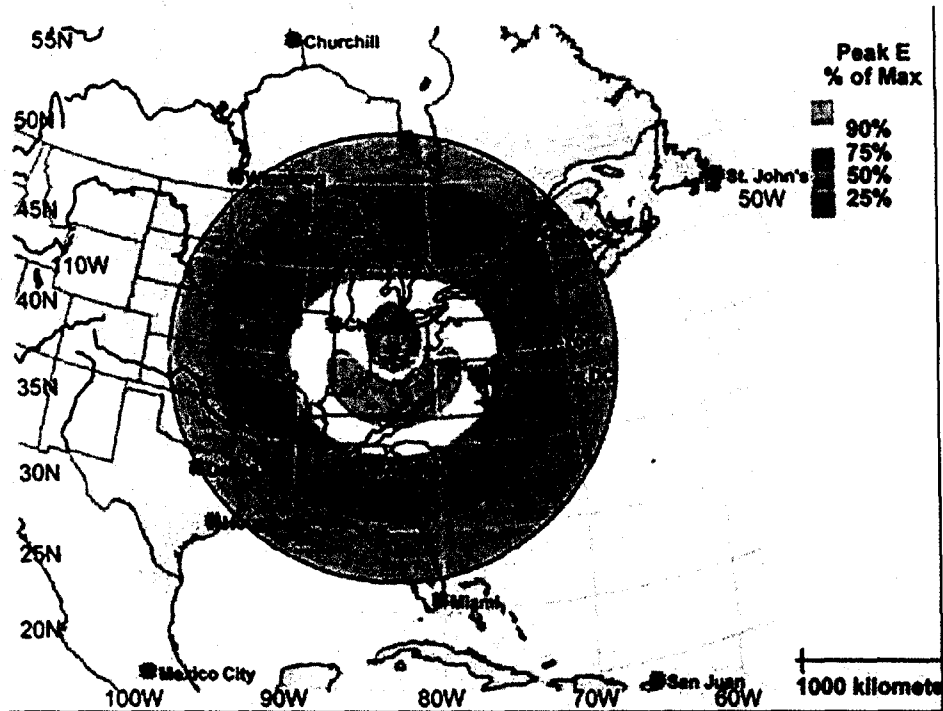 55N
Churchill
Peak E
% of Max
50N
90%
75%
50%
25%
St. John's
50W
45N
110W
40N
35N
30N
25N
20N
Miami
Mexico City
San Juan
100W
90W
80W
70W
60W
1000 kilomete